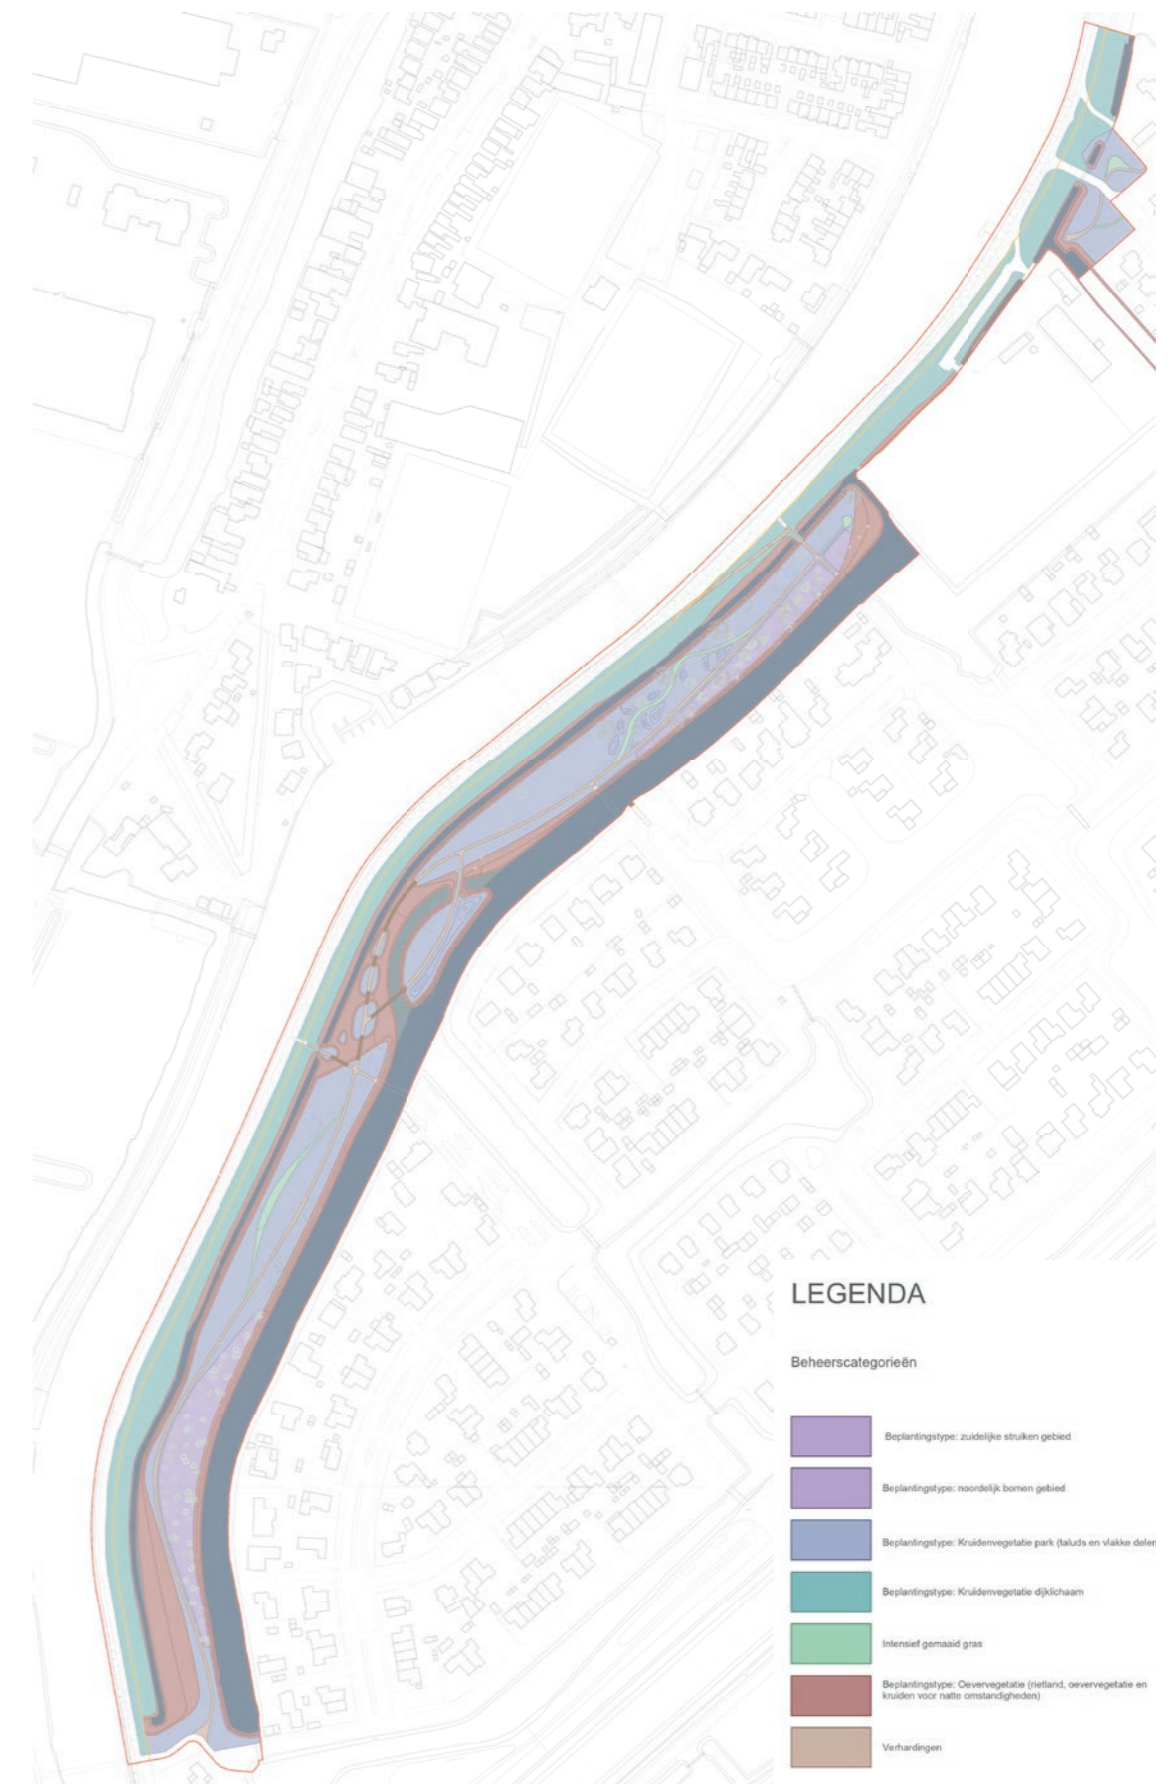 LEGENDA
Beheerscategorieën
Beplantingstype: zuidelijke struiken gebied
Beplantingstype: noordelijk bomen gebied
Beplantingstype: Kruidenvegetatie park (taluds en vlakke delen
Beplantingstype: Kruidenvegetatie dijklichaam
Intensief gemaaid gras
Beplantingstype: Oevervegetatie (rietland, oevervegetatie en
kruiden voor natte omstandigheden)
Verhardingen